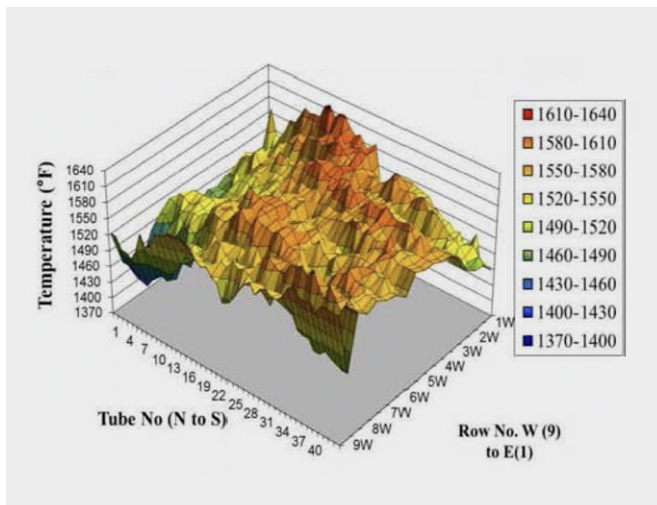 1640
1610
1580
1550
1520
1490
1460
1430
1400
1370
Temperature (°F)
1
4
7
10
13
16
19
22
25
28
31
34
37
40
Tube No (N to S)
1W
2W
3W
4W
5W
6W
7W
8W
9W
Row No. W (9)
to E(1)
1610-1640
1580-1610
1550-1580
1520-1550
1490-1520
1460-1490
1430-1460
1400-1430
1370-1400